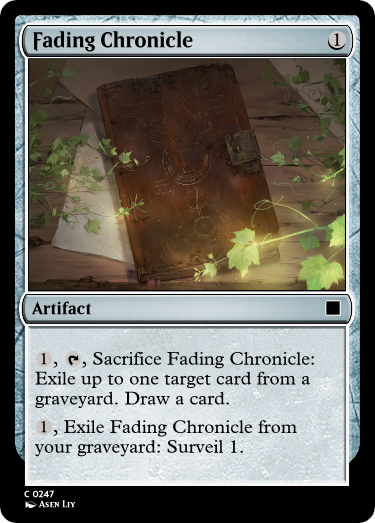 Fading Chronicle 1
Artifact
1, T, Sacrifice Fading Chronicle:
Exile up to one target card from a
graveyard. Draw a card.
1, Exile Fading Chronicle from
your graveyard: Surveil 1.
C 0247
Asen Liy